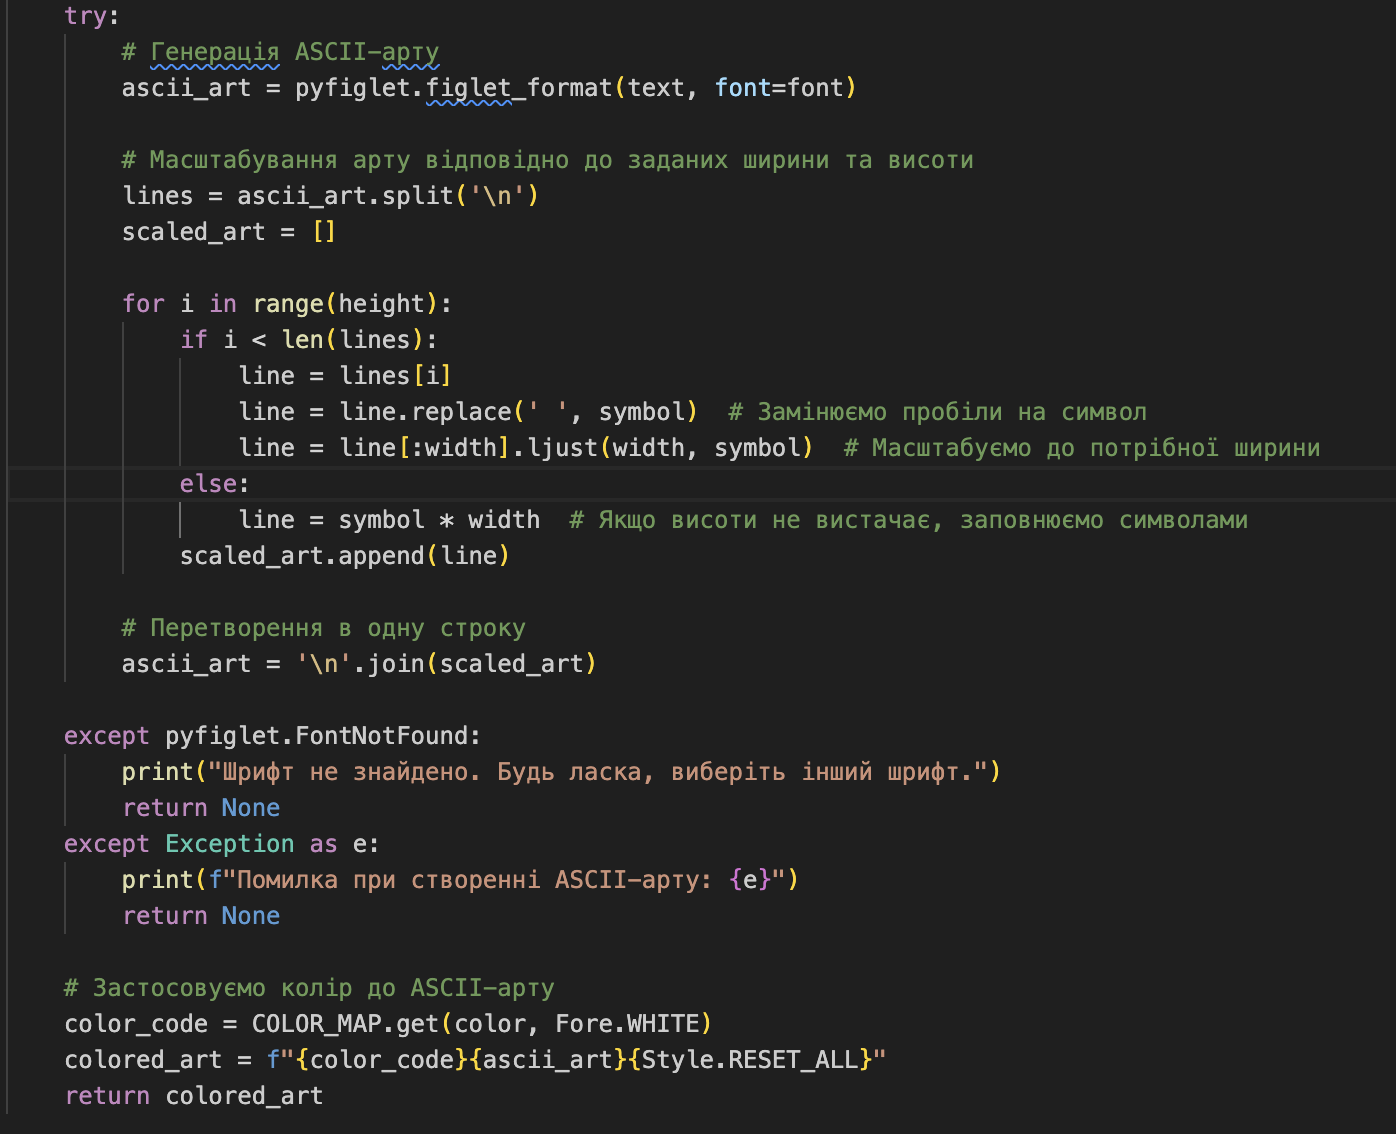 try:
    # Генерація ASCII-арту
    ascii_art = pyfiglet.figlet_format(text, font=font)

    # Масштабування арту відповідно до заданих ширини та висоти
    lines = ascii_art.split('\n')
    scaled_art = []

    for i in range(height):
        if i < len(lines):
            line = lines[i]
            line = line.replace(' ', symbol)  # Замінюємо пробіли на символ
            line = line[:width].ljust(width, symbol)  # Масштабуємо до потрібної ширини
        else:
            line = symbol * width  # Якщо висоти не вистачає, заповнюємо символами
        scaled_art.append(line)

    # Перетворення в одну строку
    ascii_art = '\n'.join(scaled_art)

except pyfiglet.FontNotFound:
    print("Шрифт не знайдено. Будь ласка, виберіть інший шрифт.")
    return None
except Exception as e:
    print(f"Помилка при створенні ASCII-арту: {e}")
    return None

# Застосовуємо колір до ASCII-арту
color_code = COLOR_MAP.get(color, Fore.WHITE)
colored_art = f"{color_code}{ascii_art}{Style.RESET_ALL}"
return colored_art